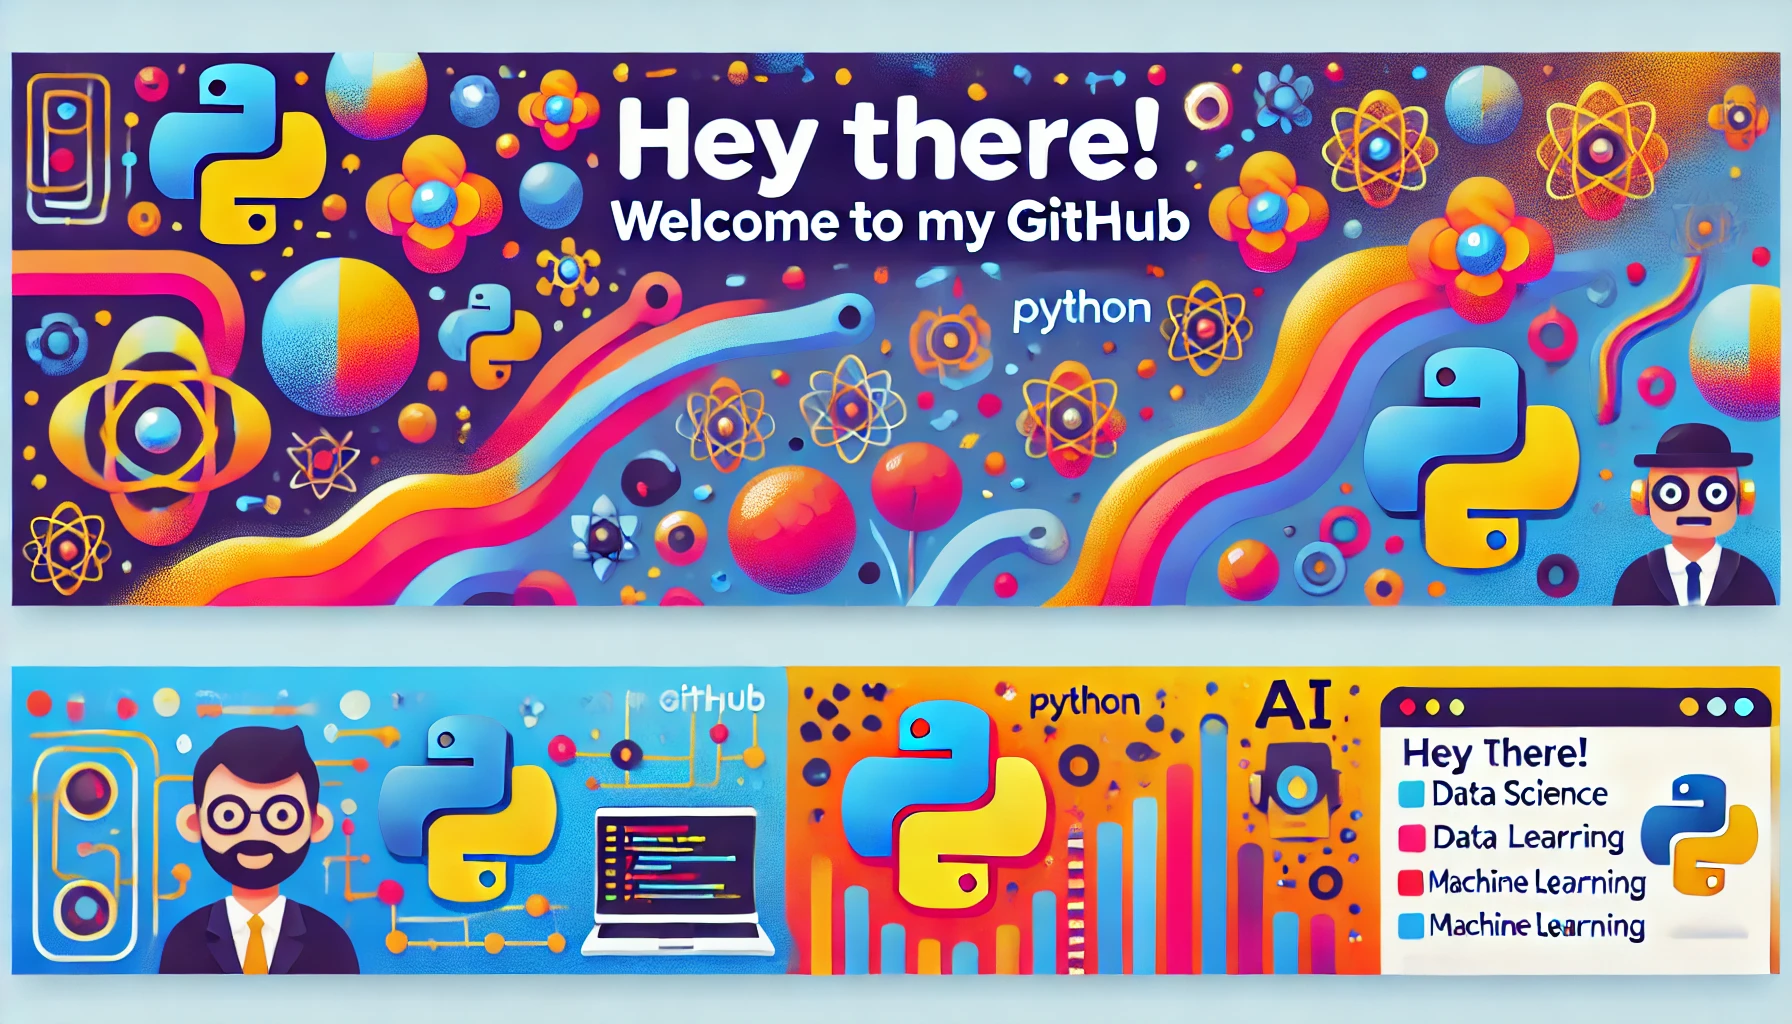 Hey there!
Welcome to my GitHub
python
GitHub
python
AI
Hey There!
Data Science
Data Learring
Machine Learning
Machine Learning